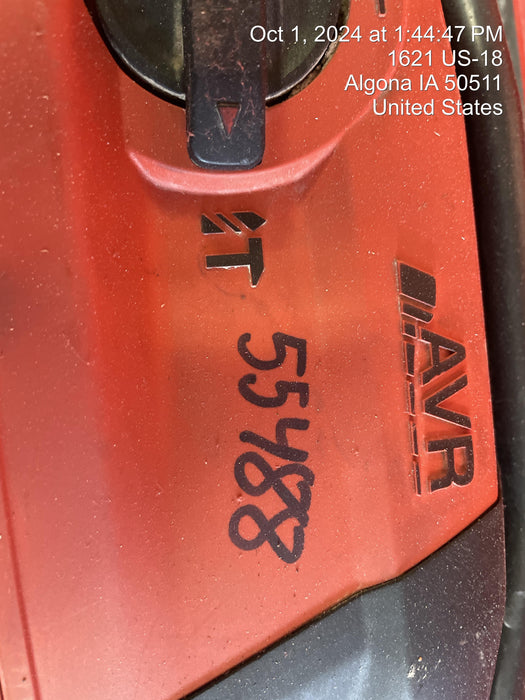 Oct 1, 2024 at 1:44:47 PM
1621 US-18
Algona IA 50511
United States
T
AVR
55488